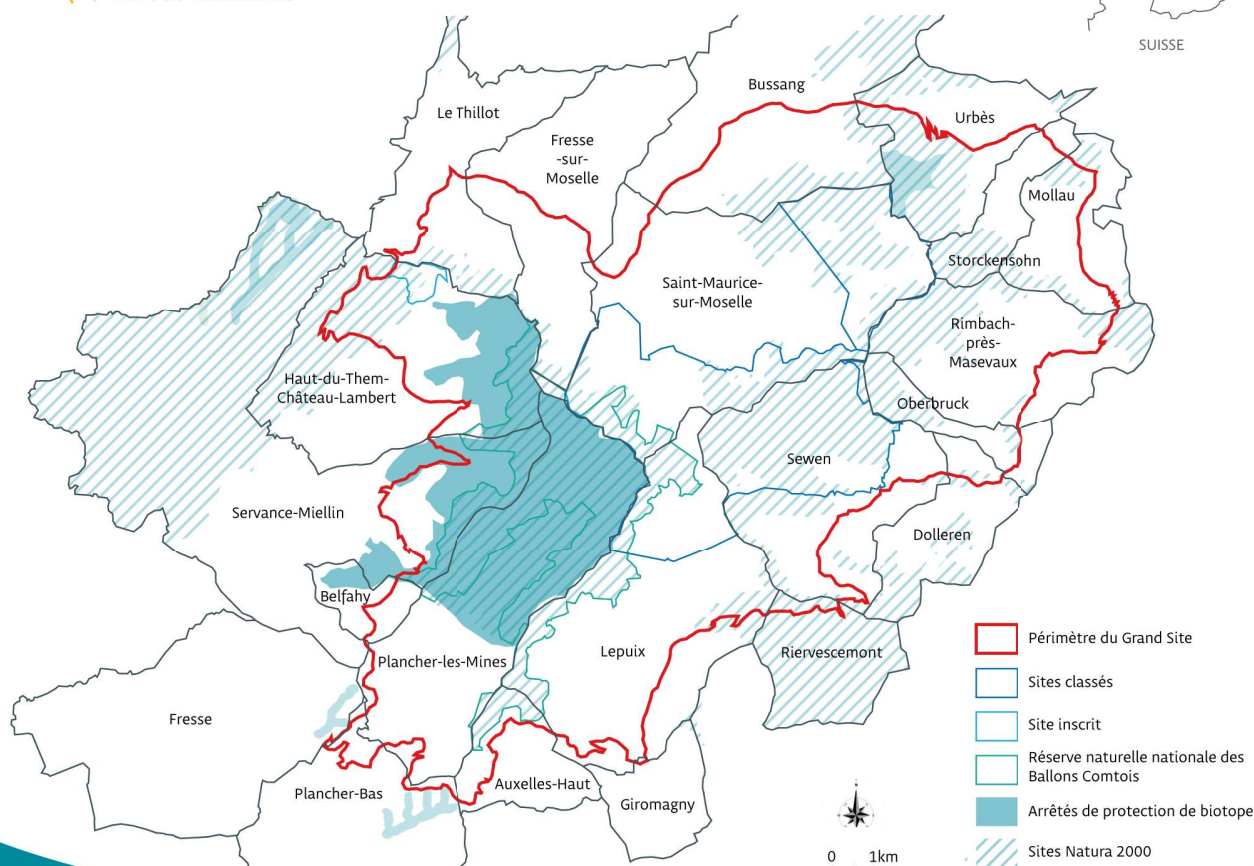 SUISSE
Bussang
Le Thillot
Urbès
Fresse
-sur-
Moselle
Mollau
Storckensohn
Saint-Maurice-
sur-Moselle
Rimbach-
près-
Masevaux
Haut-du-Them-
Château-Lambert
Oberbruck
Sewen
Servance-Miellin
Dolleren
Belfahy
Plancher-les-Mines
Lepuix
Riervescemont
Fresse
Plancher-Bas
Auxelles-Haut
Giromagny
Périmètre du Grand Site
Sites classés
Site inscrit
Réserve naturelle nationale des
Ballons Comtois
Arrêtés de protection de biotope
Sites Natura 2000
0 1km